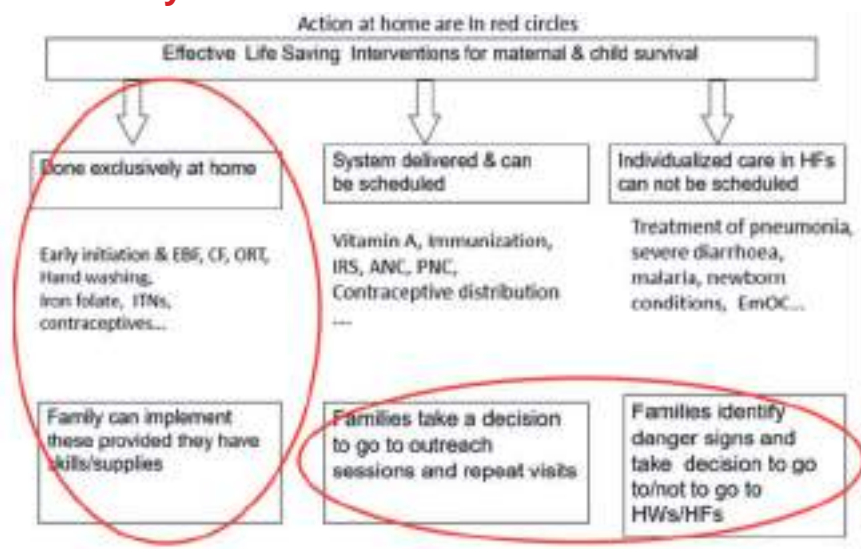 Action at home are In red circles
Effective Life Saving Interventions for maternal & child survival
Done exclusively at home
System delivered & can
be scheduled
Individualized care in HFs
can not be scheduled
Early initiation & EBF, CF, ORT,
Hand washing,
Iron folate, ITNs,
contraceptives...
Vitamin A, Immunization,
IRS, ANC, PNC,
Contraceptive distribution
....
Treatment of pneumonia,
severe diarrhoea,
malaria, newborn
conditions, EmOC...
Family can implement
these provided they have
skills/supplies
Families take a decision
to go to outreach
sessions and repeat visits
Families identify
danger signs and
take decision to go
to/not to go to
HWs/HFs